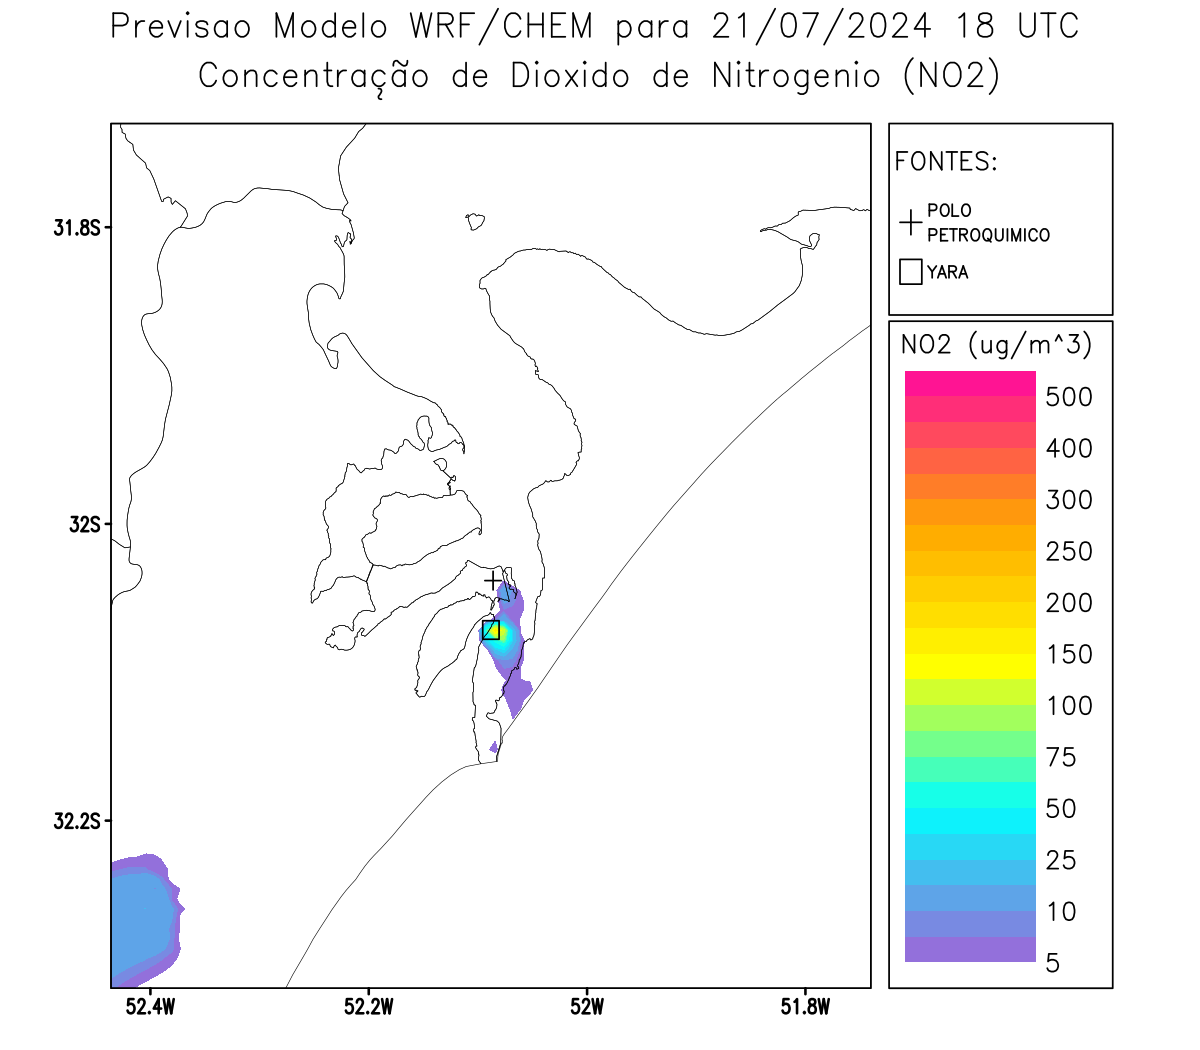 Previsao Modelo WRF/CHEM para 21/07/2024 18 UTC
Concentração de Dioxido de Nitrogenio (NO2)
FONTES:
POLO
PETROQUIMICO
YARA
31.8S
32S
32.2S
52.4W
52.2W
52W
51.8W
NO2 (ug/m^3)
500
400
300
250
200
150
100
75
50
25
10
5